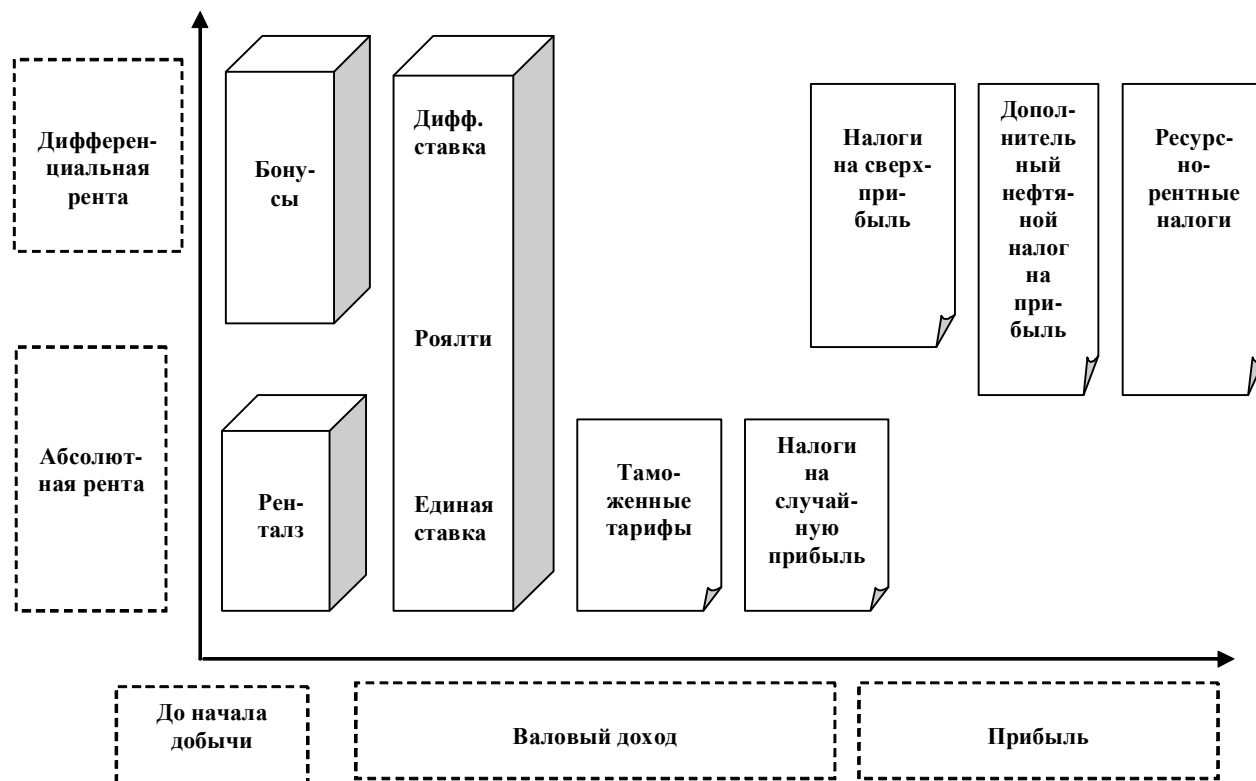 Дифферен-
циальная
рента
Бону-
сы
Дифф.
ставка
Роялти
Единая
ставка
Налоги
на сверх-
при-
быль
Допол-
нитель
ный
нефтя-
ной
налог
на
при-
быль
Ресурс-
но-
рентные
налоги
Абсолют-
ная рента
Рен-
талз
Тамо-
женные
тарифы
Налоги
на
случай-
ную
прибыль
До начала
добычи
Валовый доход
Прибыль